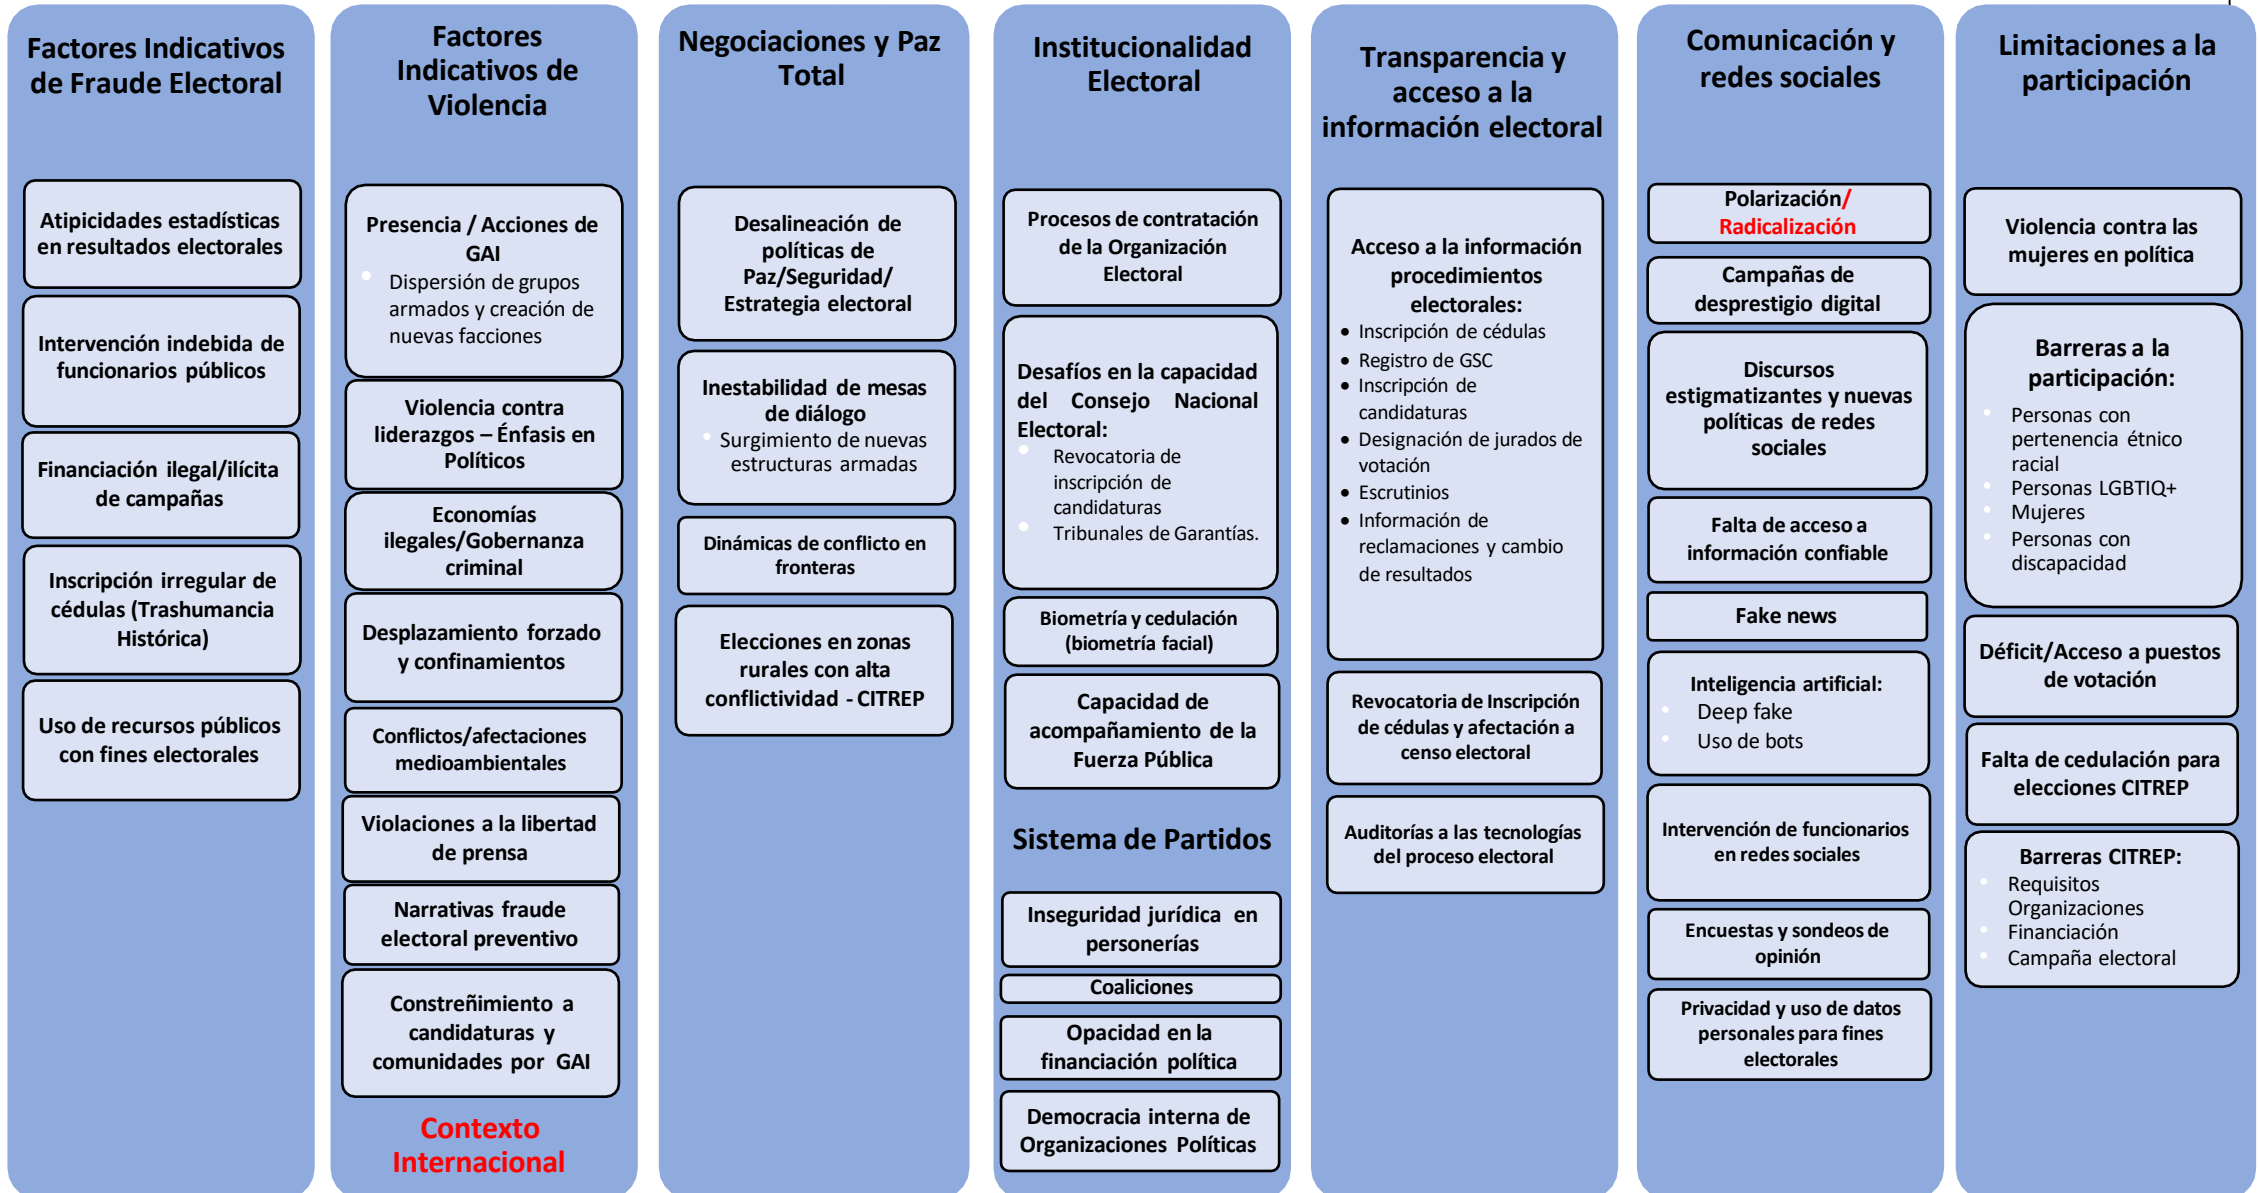 Factores Indicativos
de Fraude Electoral
Atipicidades estadísticas
en resultados electorales
Intervención indebida de
funcionarios públicos
Financiación ilegal/ilícita
de campañas
Inscripción irregular de
cédulas (Trashumancia
Histórica)
Uso de recursos públicos
con fines electorales
Factores
Indicativos de
Violencia
Presencia / Acciones de
GAI
Dispersión de grupos
armados y creación de
nuevas facciones
Violencia contra
liderazgos – Énfasis en
Políticos
Economías
ilegales/Gobernanza
criminal
Desplazamiento forzado
y confinamientos
Conflictos/afectaciones
medioambientales
Violaciones a la libertad
de prensa
Narrativas fraude
electoral preventivo
Constreñimiento a
candidaturas y
comunidades por GAI
Contexto
Internacional
Negociaciones y Paz
Total
Desalineación de
políticas de
Paz/Seguridad/
Estrategia electoral
Inestabilidad de mesas
de diálogo
Surgimiento de nuevas
estructuras armadas
Dinámicas de conflicto en
fronteras
Elecciones en zonas
rurales con alta
conflictividad - CITREP
Institucionalidad
Electoral
Procesos de contratación
de la Organización
Electoral
Desafíos en la capacidad
del Consejo Nacional
Electoral:
Revocatoria de
inscripción de
candidaturas
Tribunales de Garantías.
Biometría y cedulación
(biometría facial)
Capacidad de
acompañamiento de la
Fuerza Pública
Sistema de Partidos
Inseguridad jurídica en
personerías
Coaliciones
Opacidad en la
financiación política
Democracia interna de
Organizaciones Políticas
Transparencia y
acceso a la
información electoral
Acceso a la información
procedimientos
electorales:
• Inscripción de cédulas
• Registro de GSC
• Inscripción de
candidaturas
• Designación de jurados de
votación
• Escrutinios
• Información de
reclamaciones y cambio
de resultados
Revocatoria de Inscripción
de cédulas y afectación a
censo electoral
Auditorías a las tecnologías
del proceso electoral
Comunicación y
redes sociales
Polarización/
Radicalización
Campañas de
desprestigio digital
Discursos
estigmatizantes y nuevas
políticas de redes
sociales
Falta de acceso a
información confiable
Fake news
Inteligencia artificial:
Deep fake
Uso de bots
Intervención de funcionarios
en redes sociales
Encuestas y sondeos de
opinión
Privacidad y uso de datos
personales para fines
electorales
Limitaciones a la
participación
Violencia contra las
mujeres en política
Barreras a la
participación:
Personas con
pertenencia étnico
racial
Personas LGBTIQ+
Mujeres
Personas con
discapacidad
Déficit/Acceso a puestos
de votación
Falta de cedulación para
elecciones CITREP
Barreras CITREP:
Requisitos
Organizaciones
Financiación
Campaña electoral